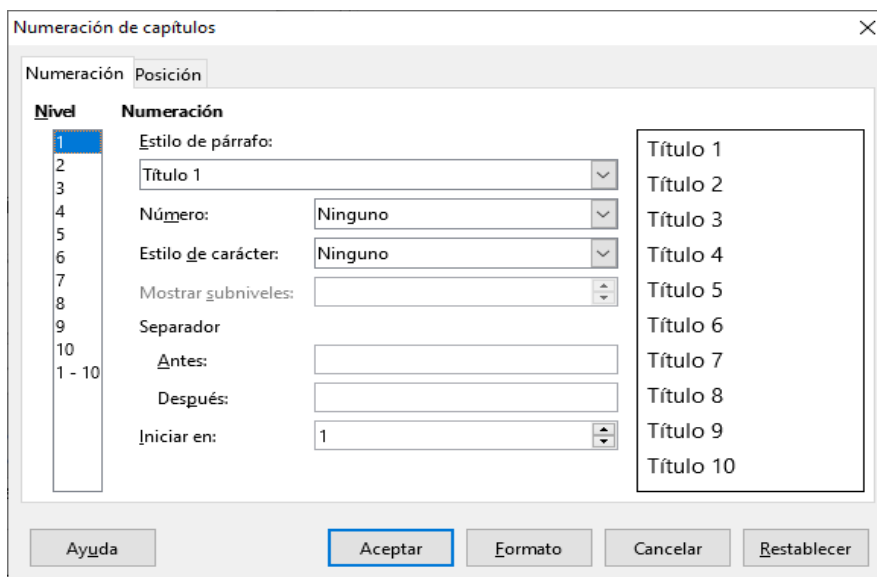 Numeración de capítulos
Numeración Posición
Nivel
1
2
3
4
5
6
7
8
9
10
1 - 10
Numeración
Estilo de párrafo:
Título 1
Número: Ninguno
Estilo de carácter: Ninguno
Mostrar subniveles:
Separador
Antes:
Después:
Iniciar en: 1
Título 1
Título 2
Título 3
Título 4
Título 5
Título 6
Título 7
Título 8
Título 9
Título 10
Ayuda Aceptar Formato Cancelar Restablecer